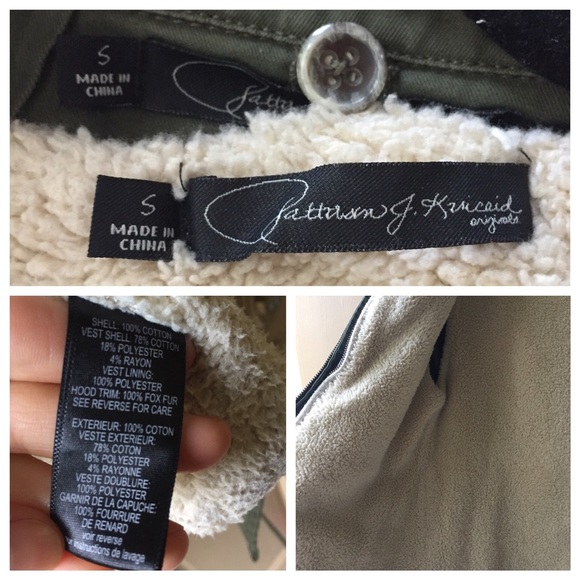 S
MADE IN
CHINA
Patt
S
MADE IN
CHINA
Patterson J. Kincaid
originals
SHELL: 100% COTTON
VEST SHELL: 78% COTTON
18% POLYESTER
4% RAYON
VEST LINING:
100% POLYESTER
HOOD TRIM: 100% FOX FUR
SEE REVERSE FOR CARE
EXTERIEUR: 100% COTON
VESTE EXTERIEUR:
78% COTON
18% POLYESTER
4% RAYONNE
VESTE DOUBLURE:
100% POLYESTER
GARNIR DE LA CAPUCHE:
100% FOURRURE
DE RENARD
voir reverse
ur instructions de lavage